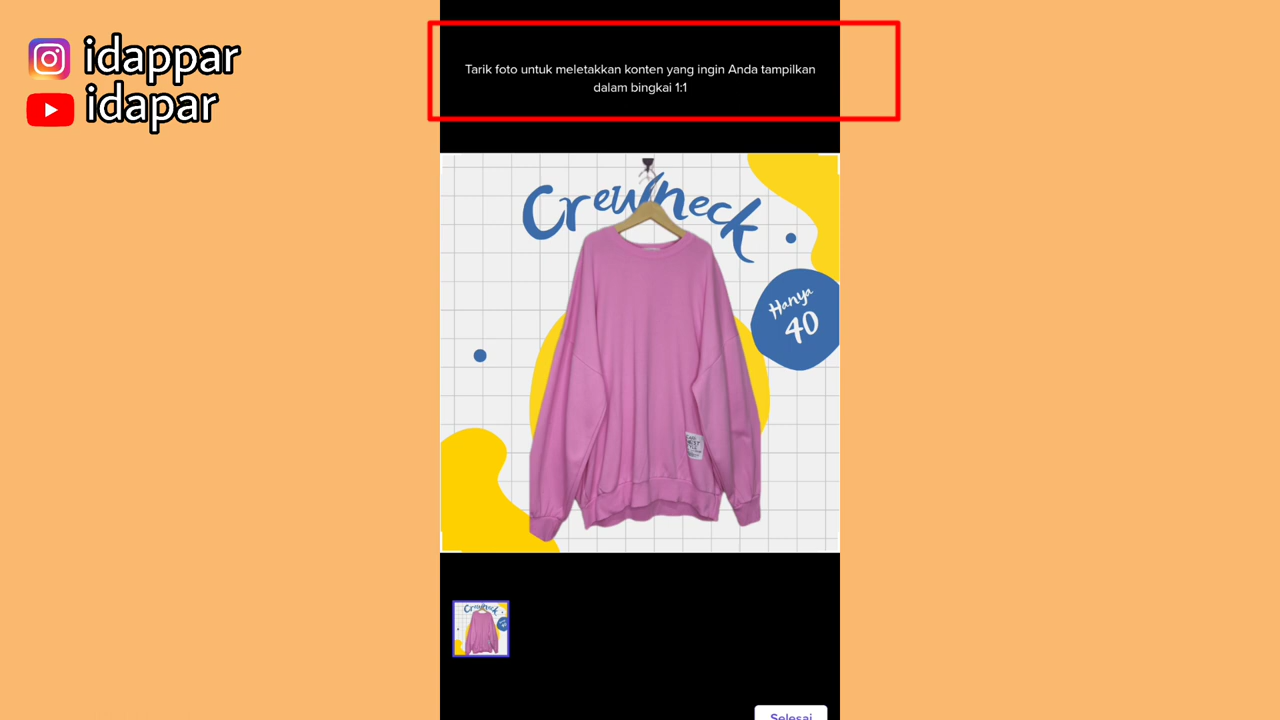 idappar
idapar
Tarik foto untuk meletakkan konten yang ingin Anda tampilkan
dalam bingkai 1:1
Crewneck
Hanya
40
Selesai